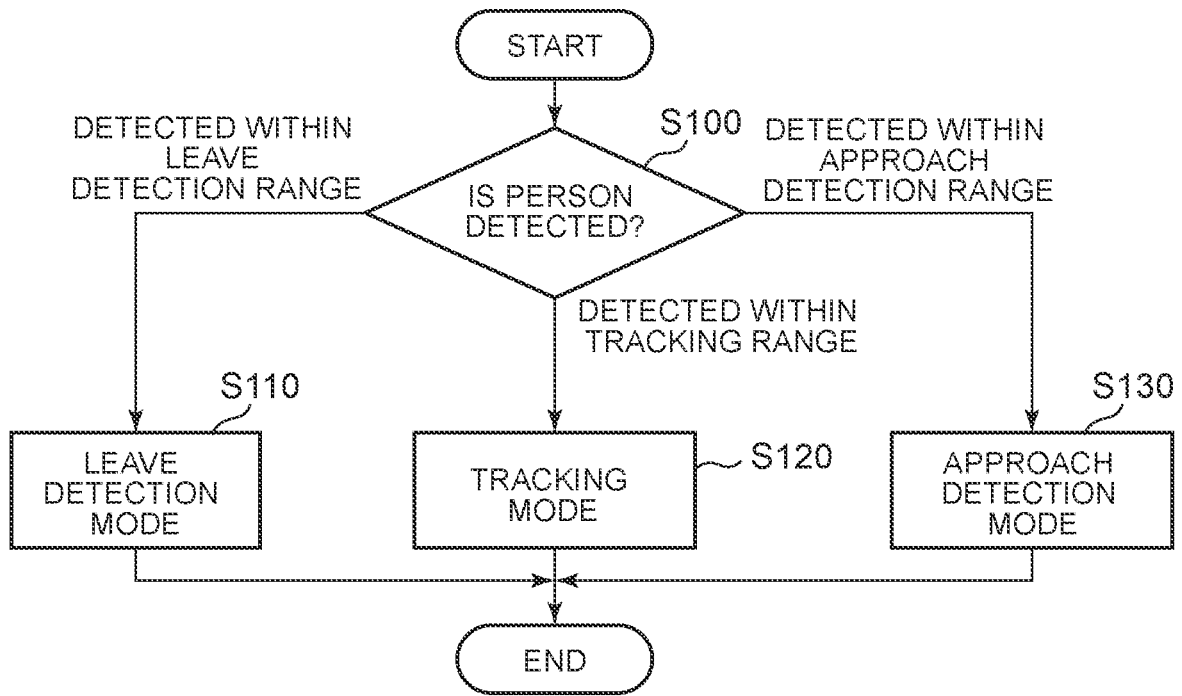 START
S100
DETECTED WITHIN
LEAVE
DETECTION RANGE
IS PERSON
DETECTED?
DETECTED WITHIN
APPROACH
DETECTION RANGE
DETECTED WITHIN
TRACKING RANGE
S110
LEAVE
DETECTION
MODE
TRACKING
MODE
S120
S130
APPROACH
DETECTION
MODE
END